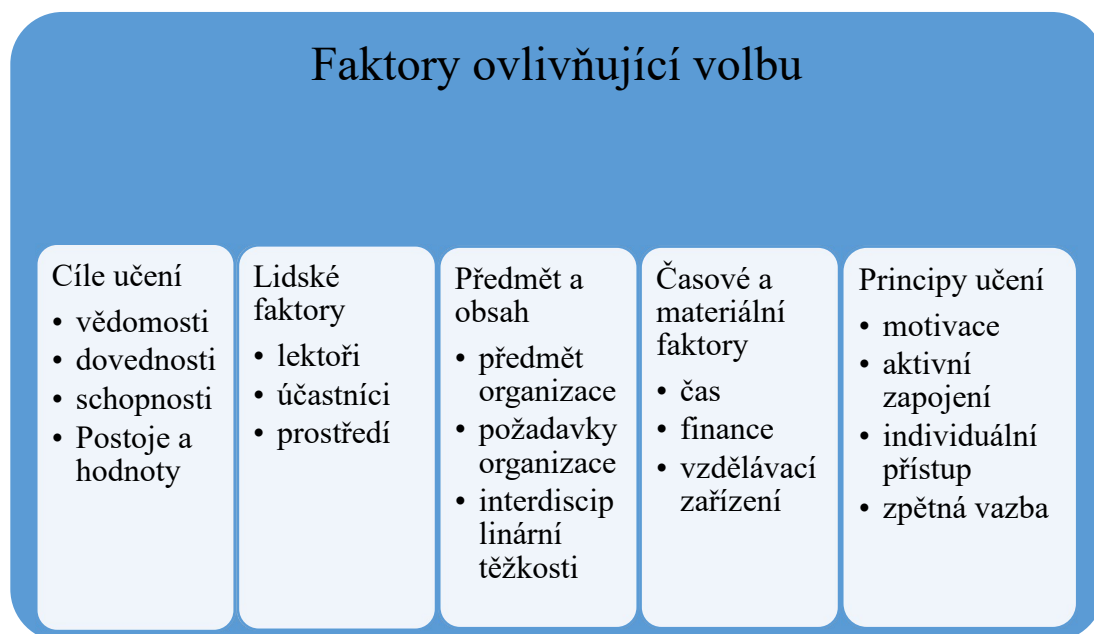 Faktory ovlivňující volbu
Cíle učení
• vědomosti
• dovednosti
• schopnosti
• Postoje a
hodnoty
Lidské
faktory
• lektoři
• účastníci
• prostředí
Předmět a
obsah
• předmět
organizace
• požadavky
organizace
• interdiscip
linární
těžkosti
Časové a
materiální
faktory
• čas
• finance
• vzdělávací
zařízení
Principy učení
• motivace
• aktivní
zapojení
• individuální
přístup
• zpětná vazba